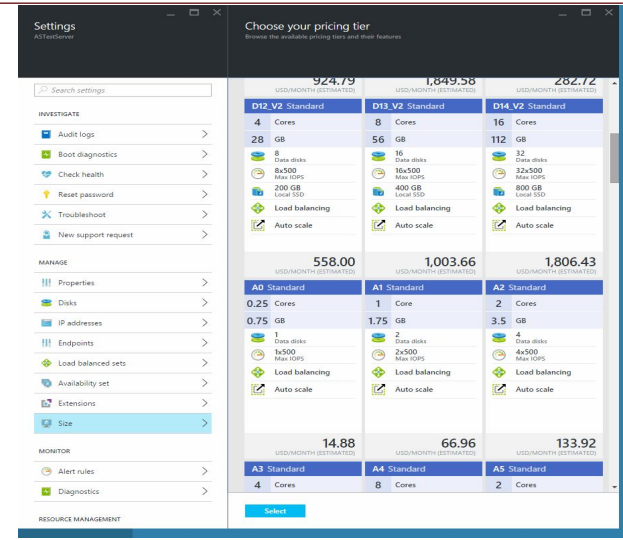 Settings
ASTestServer
Search settings
INVESTIGATE
Audit logs
Boot diagnostics
Check health
Reset password
Troubleshoot
New support request
MANAGE
Properties
Disks
IP addresses
Endpoints
Load balanced sets
Availability set
Extensions
Size
MONITOR
Alert rules
Diagnostics
RESOURCE MANAGEMENT
Choose your pricing tier
Browse the available pricing tiers and their features
924.79
USD/MONTH (ESTIMATED)
1,849.58
USD/MONTH (ESTIMATED)
282.72
USD/MONTH (ESTIMATED)
D12_V2 Standard
4 Cores
28 GB
8
Data disks
8x500
Max IOPS
200 GB
Local SSD
Load balancing
Auto scale
558.00
USD/MONTH (ESTIMATED)
D13_V2 Standard
8 Cores
56 GB
16
Data disks
16x500
Max IOPS
400 GB
Local SSD
Load balancing
Auto scale
1,003.66
USD/MONTH (ESTIMATED)
D14_V2 Standard
16 Cores
112 GB
32
Data disks
32x500
Max IOPS
800 GB
Local SSD
Load balancing
Auto scale
1,806.43
USD/MONTH (ESTIMATED)
A0 Standard
0.25 Cores
0.75 GB
1
Data disks
1x500
Max IOPS
Load balancing
Auto scale
14.88
USD/MONTH (ESTIMATED)
A1 Standard
1 Core
1.75 GB
2
Data disks
2x500
Max IOPS
Load balancing
Auto scale
66.96
USD/MONTH (ESTIMATED)
A2 Standard
2 Cores
3.5 GB
4
Data disks
4x500
Max IOPS
Load balancing
Auto scale
133.92
USD/MONTH (ESTIMATED)
A3 Standard
4 Cores
A4 Standard
8 Cores
A5 Standard
2 Cores
Select